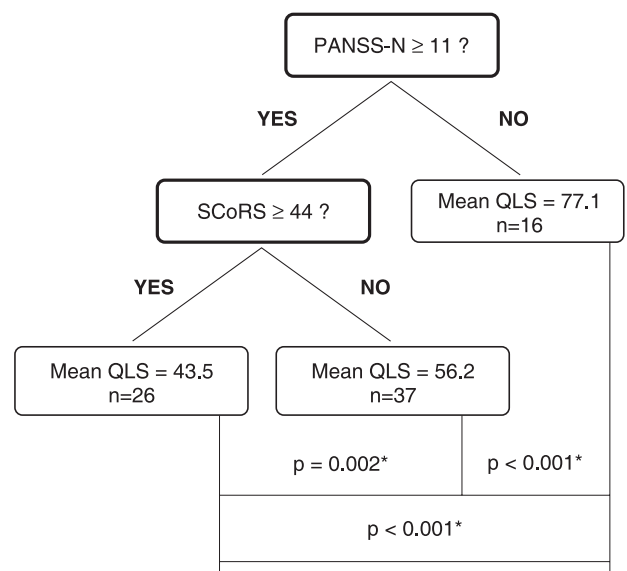 PANSS-N ≥ 11 ?
YES
NO
SCoRS ≥ 44 ?
Mean QLS = 77.1
n=16
YES
NO
Mean QLS = 43.5
n=26
Mean QLS = 56.2
n=37
p = 0.002*
p < 0.001*
p < 0.001*